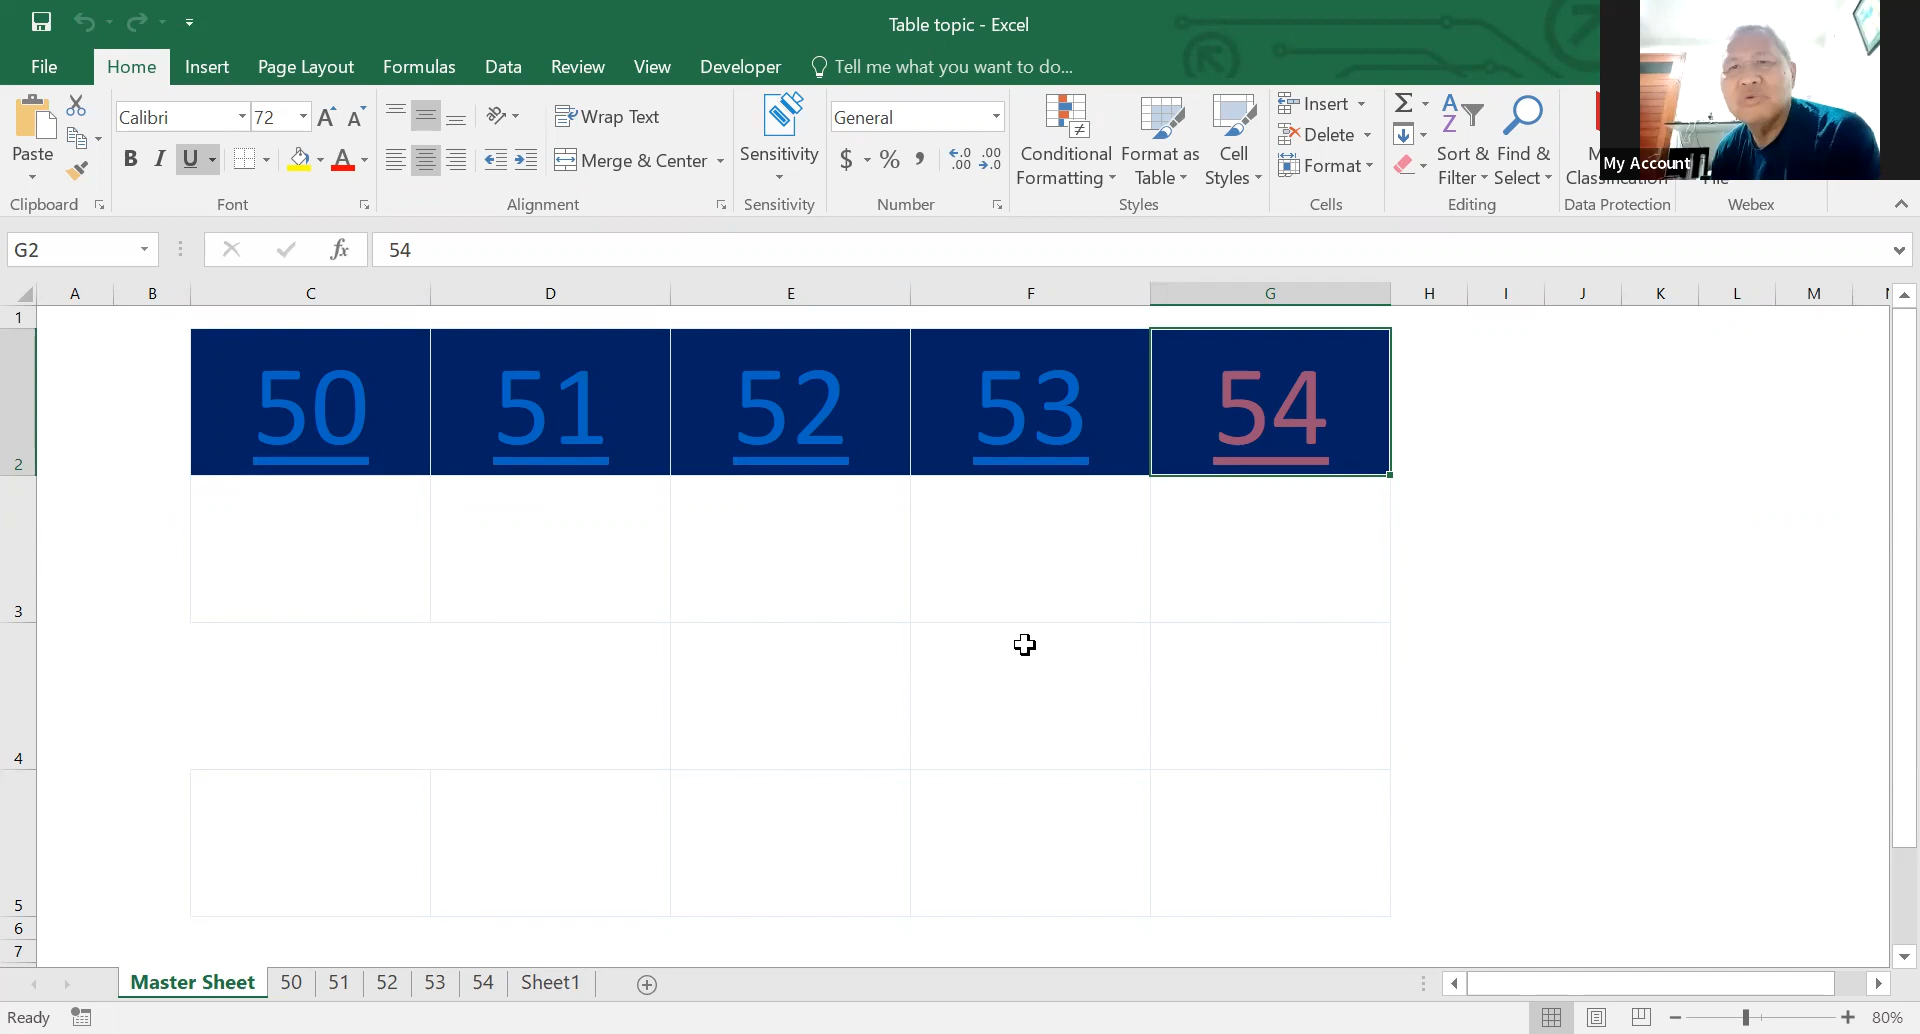 Table topic - Excel
File Home Insert Page Layout Formulas Data Review View Developer Tell me what you want to do...
Paste
Calibri 72
B I U
Wrap Text
Merge & Center
Sensitivity
General
$ %
Conditional Formatting
Format as Table
Cell Styles
Insert
Delete
Format
Sort & Filter
Find & Select
My Account
Clipboard Font Alignment Sensitivity Number Styles Cells Editing Data Protection Webex
G2 fx 54
A B C D E F G H I J K L M
1
2 50 51 52 53 54
3
4
5
6
7
Master Sheet 50 51 52 53 54 Sheet1
Ready 80%